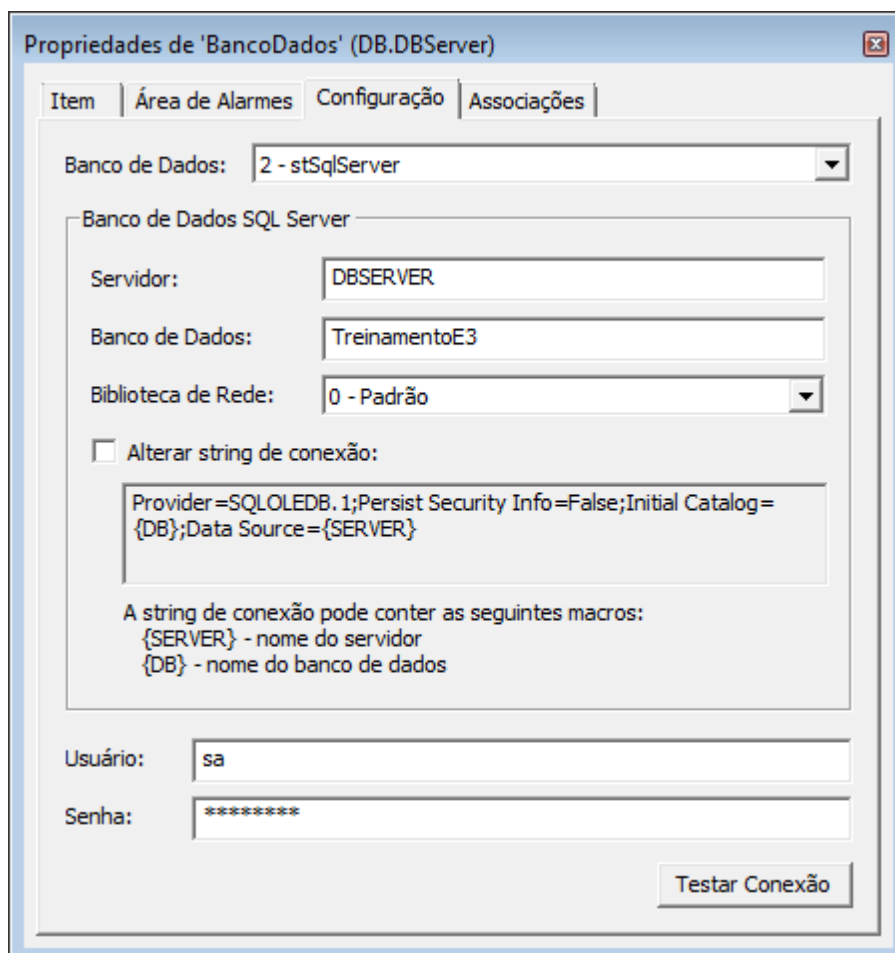 Propriedades de 'BancoDados' (DB.DBServer)
Item Área de Alarmes Configuração Associações
Banco de Dados: 2 - stSqlServer
Banco de Dados SQL Server
Servidor: DBSERVER
Banco de Dados: TreinamentoE3
Biblioteca de Rede: 0 - Padrão
Alterar string de conexão:
Provider=SQLOLEDB.1;Persist Security Info=False;Initial Catalog=
{DB};Data Source={SERVER}
A string de conexão pode conter as seguintes macros:
{SERVER} - nome do servidor
{DB} - nome do banco de dados
Usuário: sa
Senha: ********
Testar Conexão